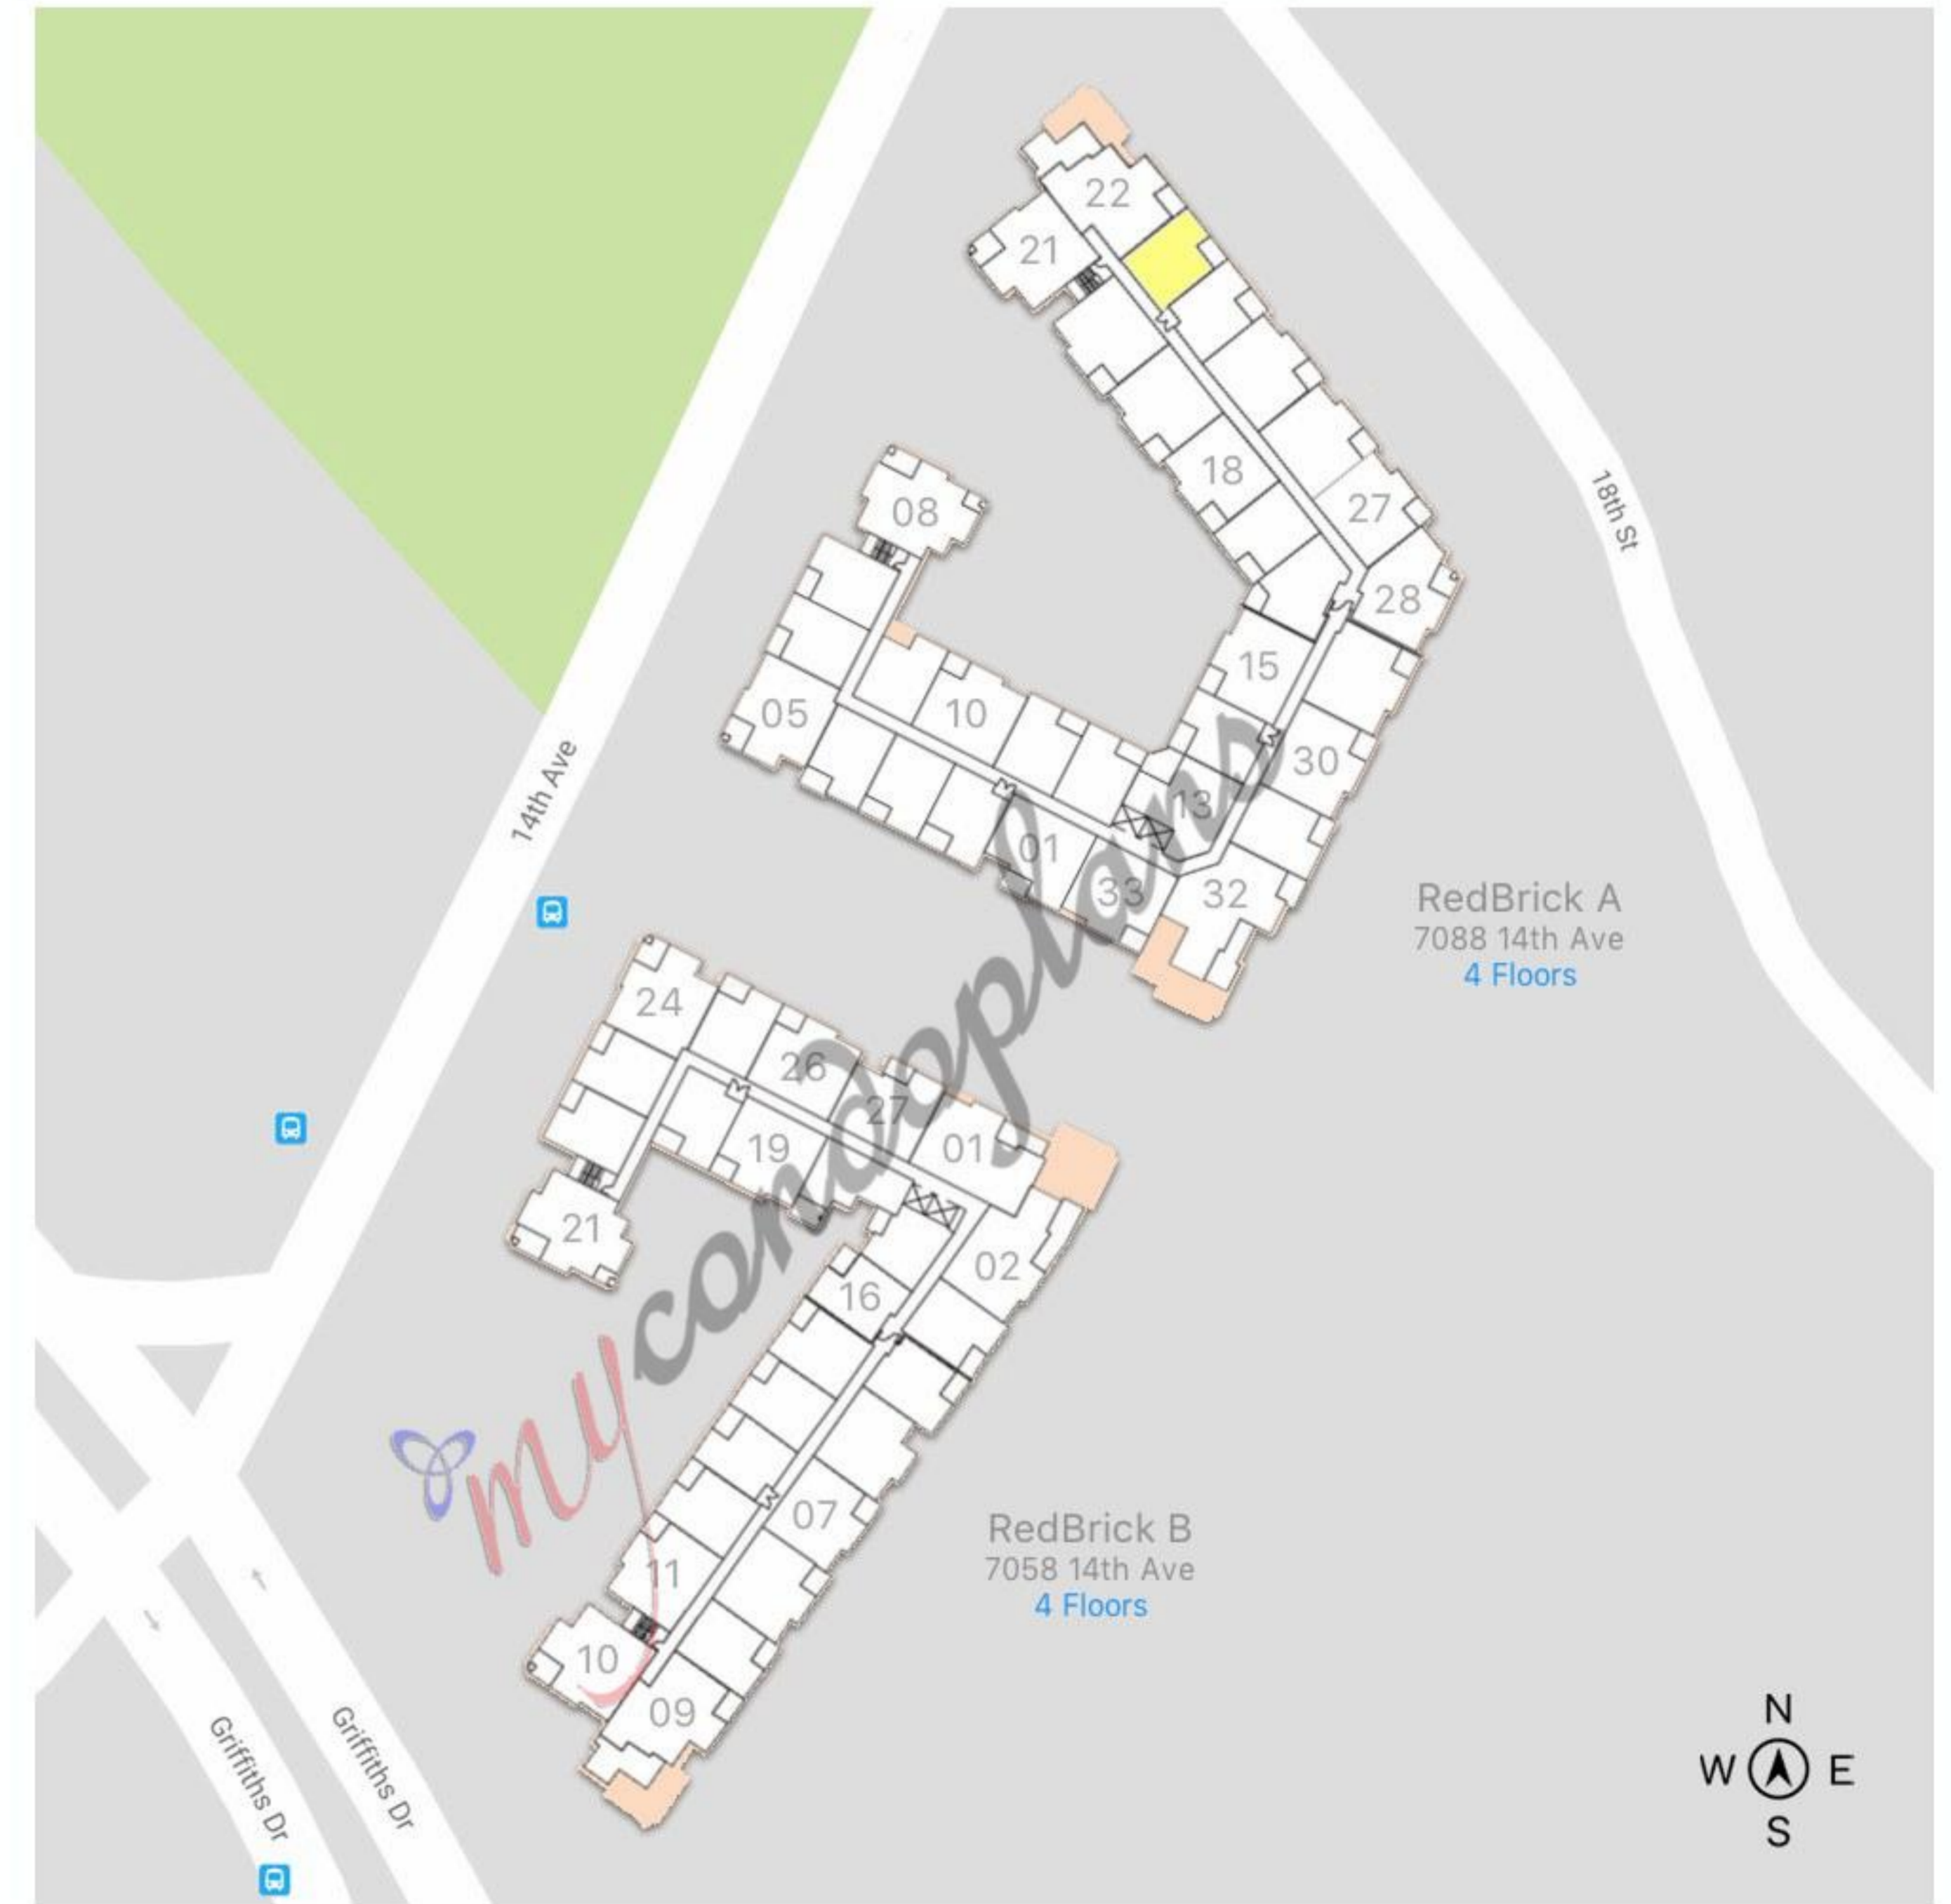 22
21
18
27
18th St
08
28
15
05
10
30
14th Ave
13
01
33
32
RedBrick A
7088 14th Ave
4 Floors
24
26
27
01
19
21
02
16
mycondoplans
07
RedBrick B
7058 14th Ave
4 Floors
11
10
09
Griffiths Dr
Griffiths Dr
N
W E
S